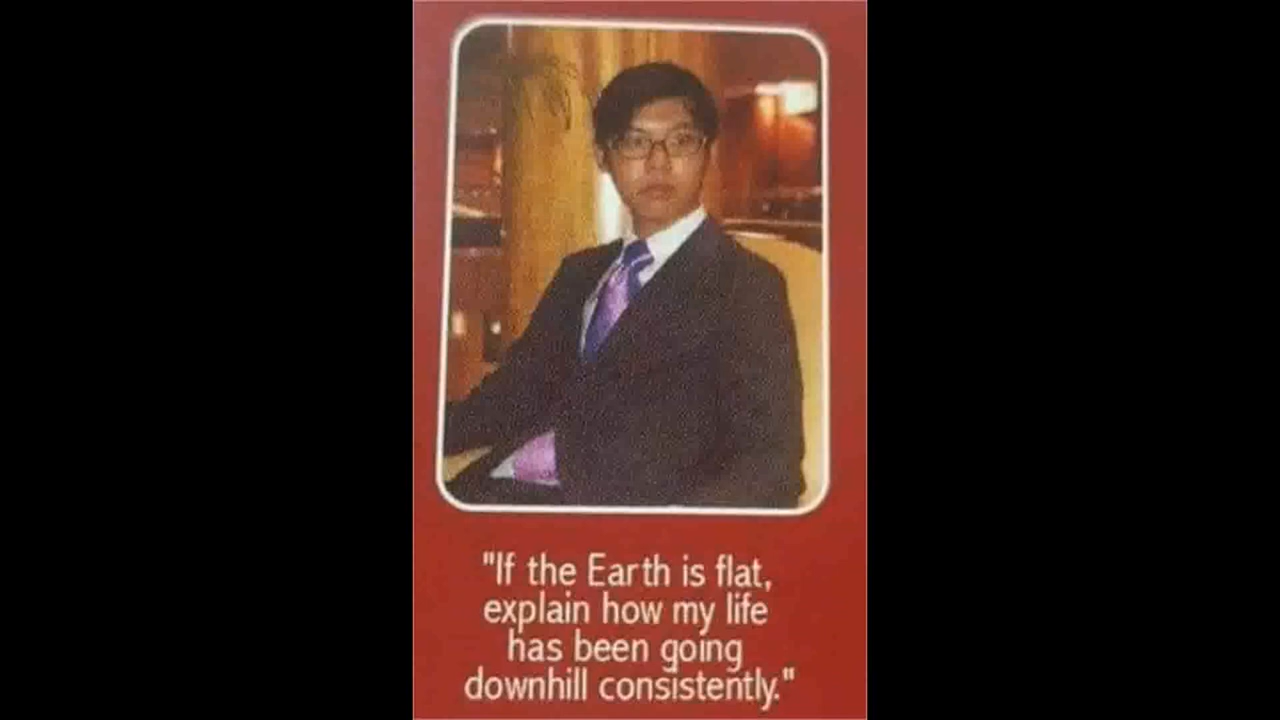 "If the Earth is flat,
explain how my life
has been going
downhill consistently."